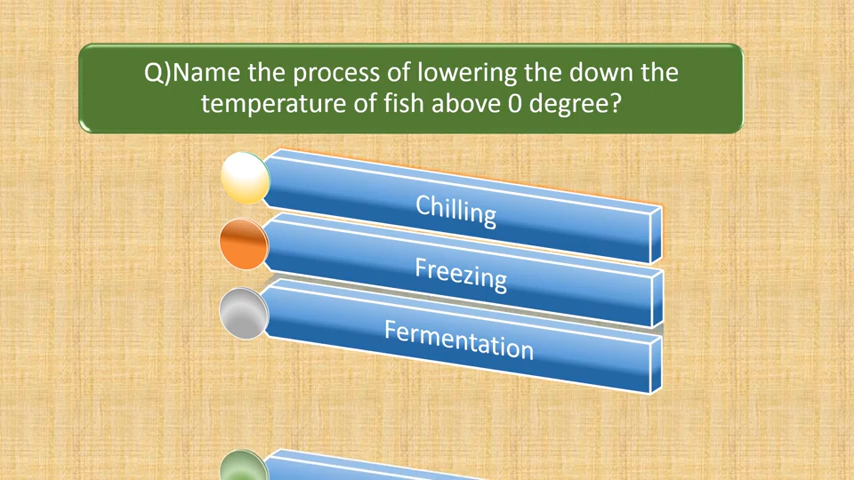 Q)Name the process of lowering the down the
temperature of fish above 0 degree?
Chilling
Freezing
Fermentation